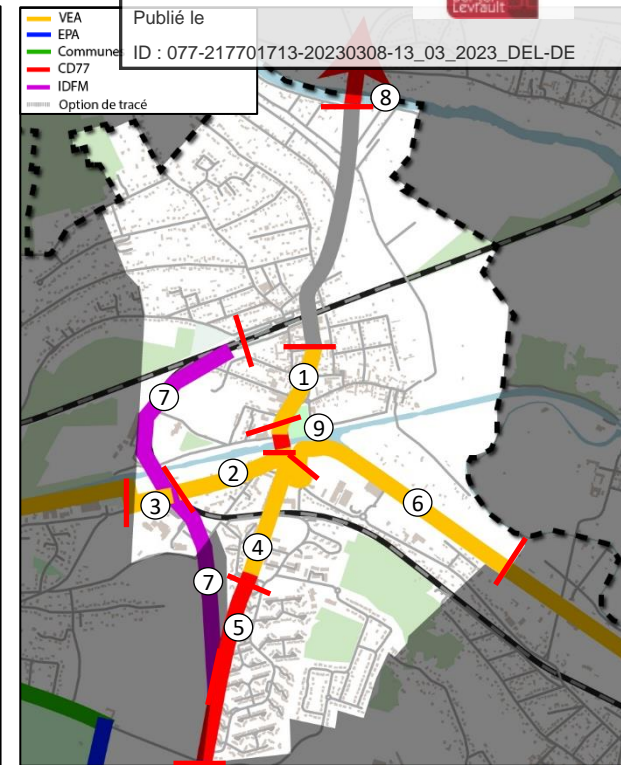 Publié le
Levrault
ID : 077-217701713-20230308-13_03_2023_DEL-DE
VEA
EPA
Commune
CD77
IDFM
Option de tracé
8
1
7
9
2
3
6
4
7
5